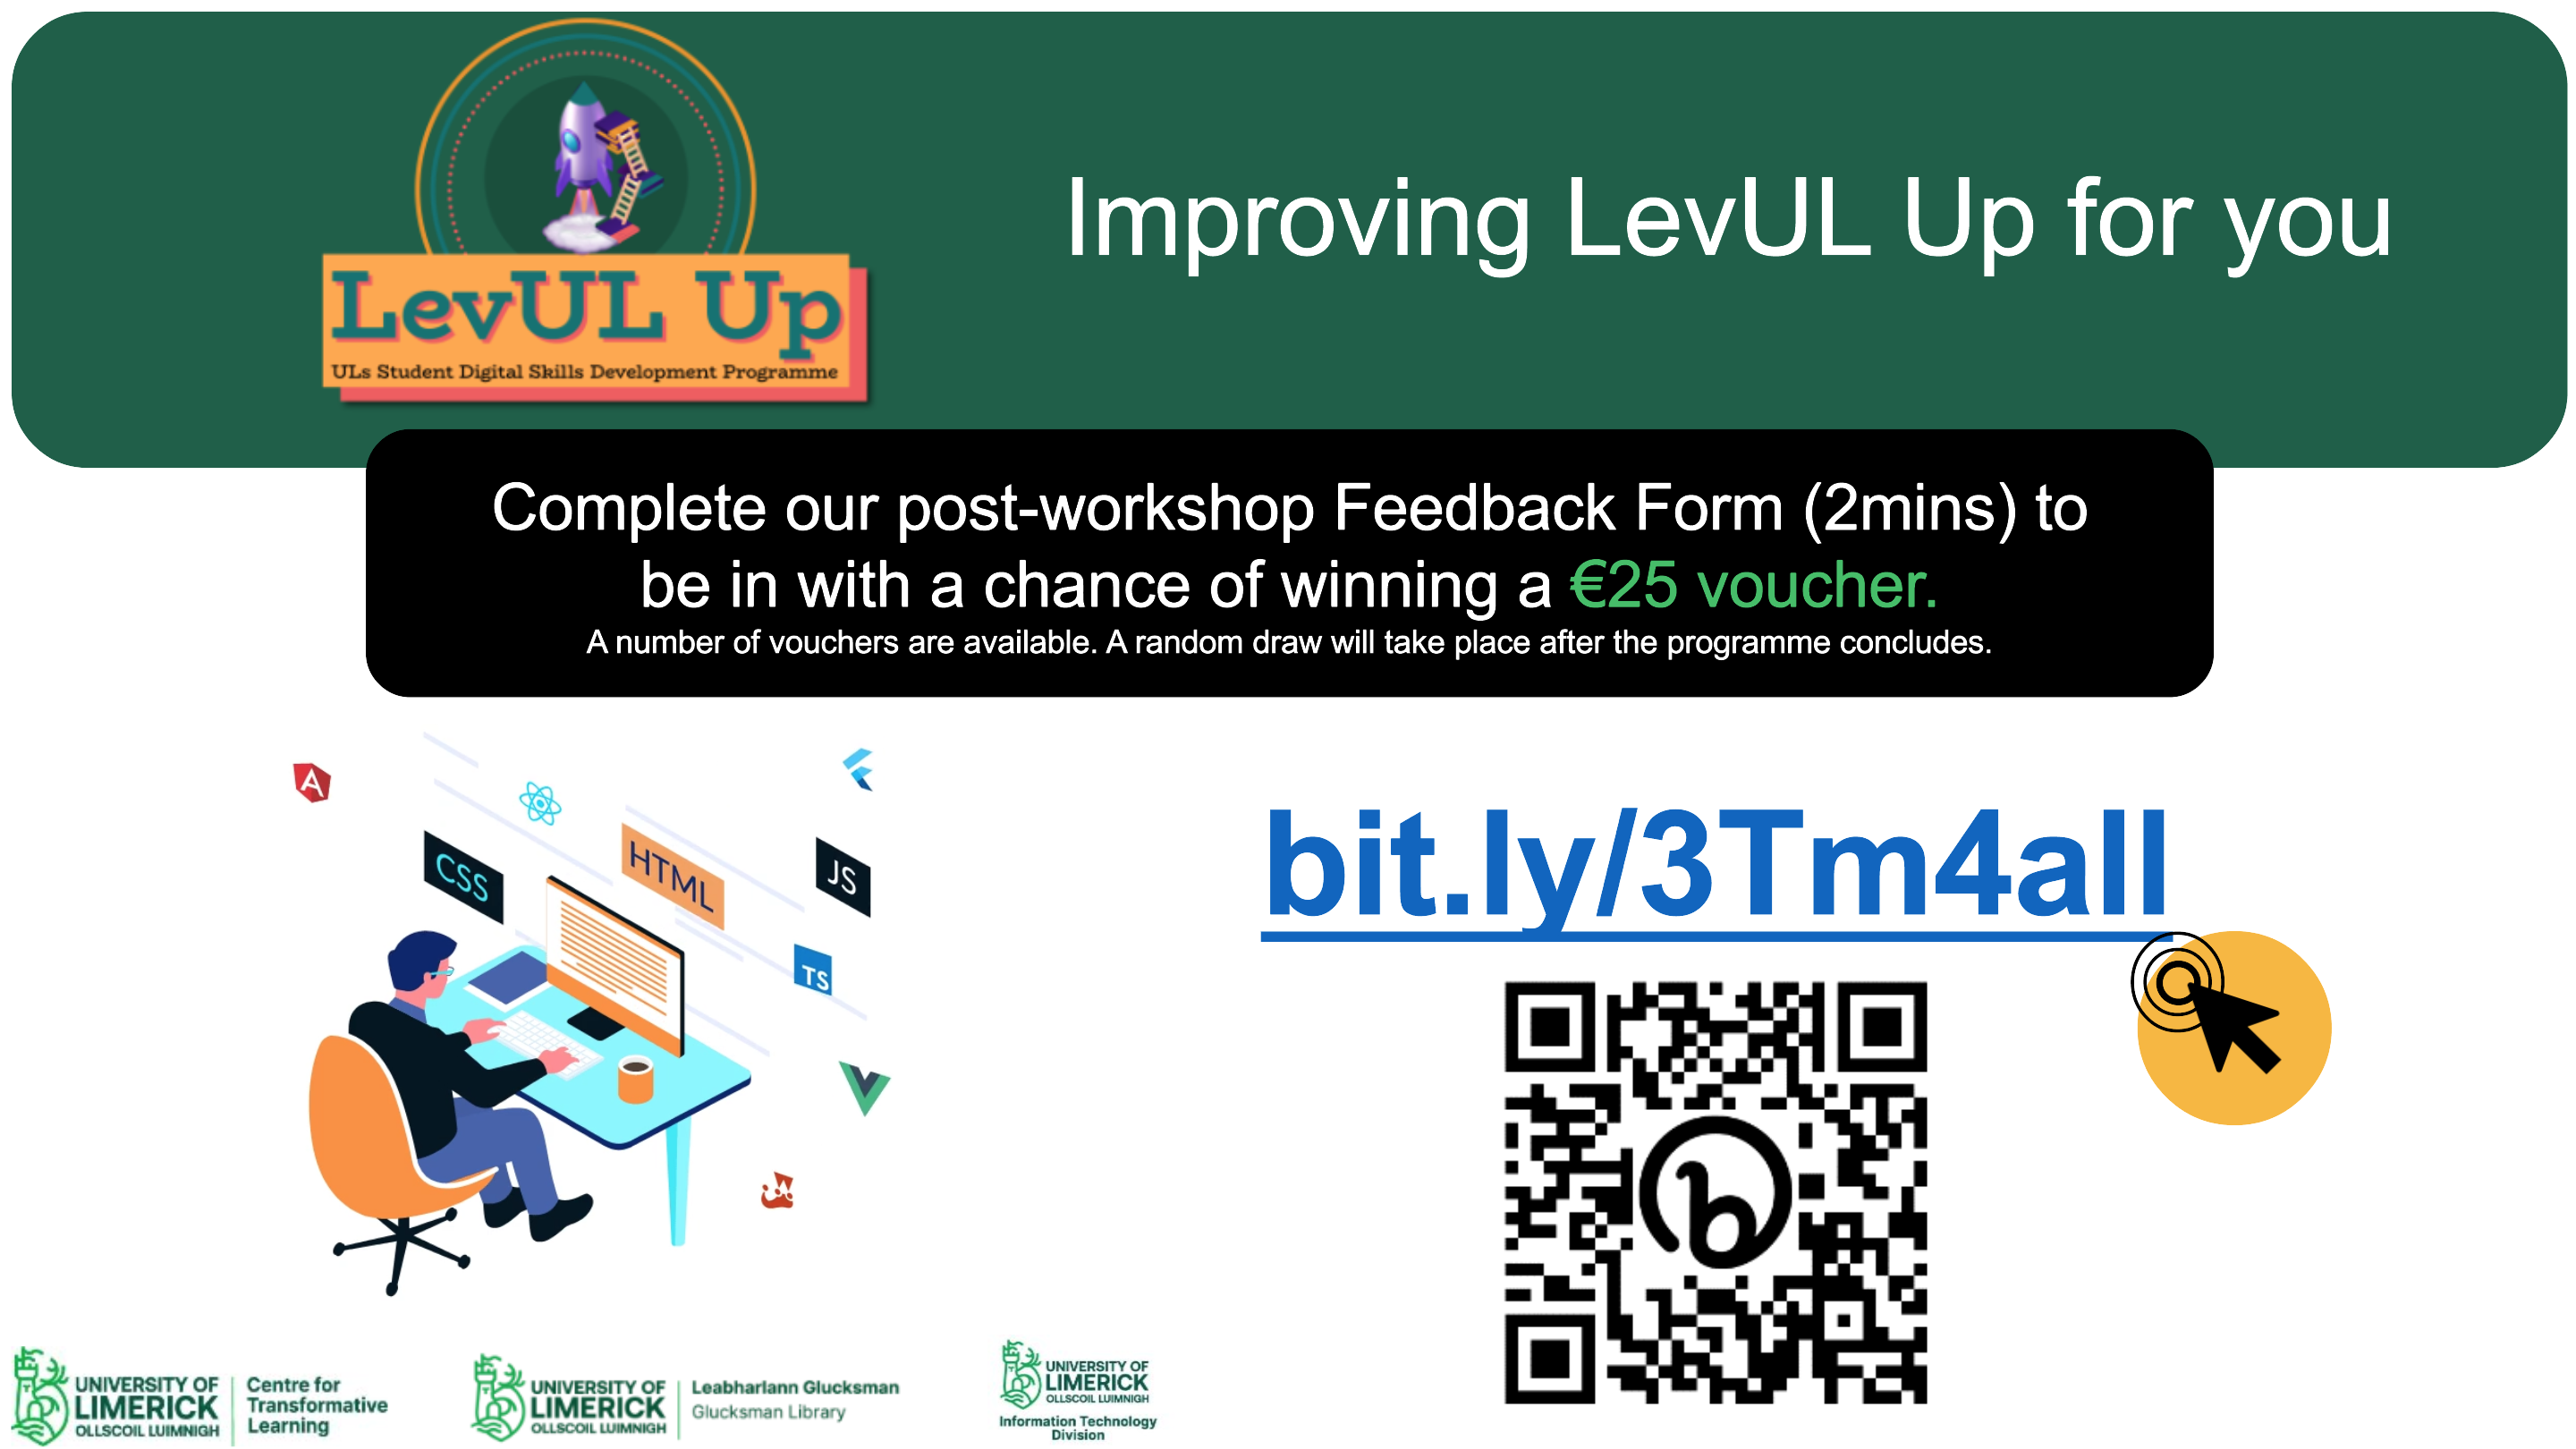 LevUL Up
ULs Student Digital Skills Development Programme
Improving LevUL Up for you
Complete our post-workshop Feedback Form (2mins) to
be in with a chance of winning a €25 voucher.
A number of vouchers are available. A random draw will take place after the programme concludes.
A
CSS
HTML
JS
TS
bit.ly/3Tm4all
b
UNIVERSITY OF
LIMERICK
OLLSCOIL LUIMNIGH
Centre for
Transformative
Learning
UNIVERSITY OF
LIMERICK
OLLSCOIL LUIMNIGH
Leabharlann Glucksman
Glucksman Library
UNIVERSITY OF
LIMERICK
OLLSCOIL LUIMNIGH
Information Technology
Division